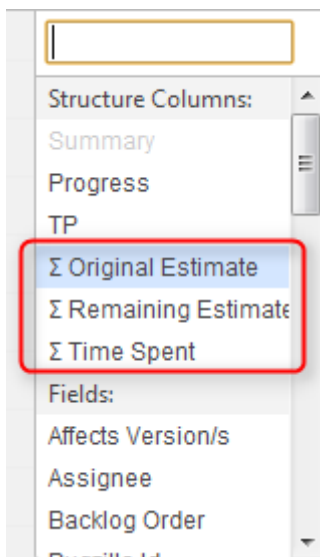 Structure Columns:
Summary
Progress
TP
Σ Original Estimate
Σ Remaining Estimate
Σ Time Spent
Fields:
Affects Version/s
Assignee
Backlog Order